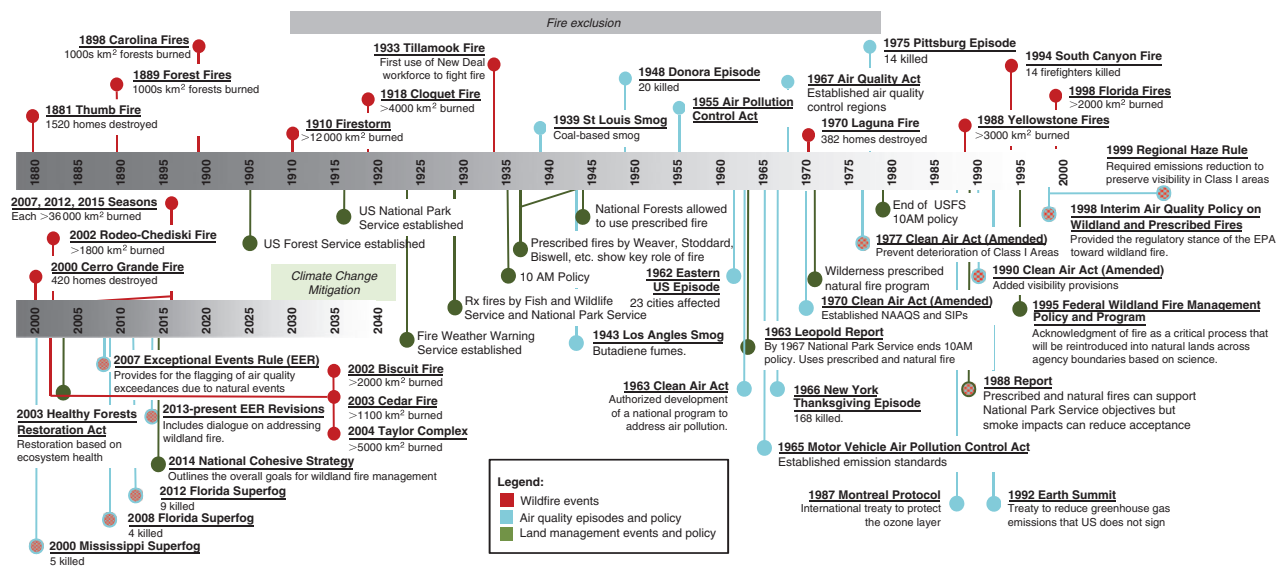 Fire exclusion
1898 Carolina Fires
1000s km² forests burned
1889 Forest Fires
1000s km² forests burned
1881 Thumb Fire
1520 homes destroyed
1933 Tillamook Fire
First use of New Deal
workforce to fight fire
1918 Cloquet Fire
>4000 km² burned
1910 Firestorm
>12 000 km² burned
1948 Donora Episode
20 killed
1939 St Louis Smog
Coal-based smog
1955 Air Pollution
Control Act
1975 Pittsburg Episode
14 killed
1967 Air Quality Act
Established air quality
control regions
1970 Laguna Fire
382 homes destroyed
1994 South Canyon Fire
14 firefighters killed
1998 Florida Fires
>2000 km² burned
1988 Yellowstone Fires
>3000 km² burned
1999 Regional Haze Rule
Required emissions reduction to
preserve visibility in Class I areas
1880 1885 1890 1895 1900 1905 1910 1915 1920 1925 1930 1935 1940 1945 1950 1955 1960 1965 1970 1975 1980 1985 1990 1995 2000
2007, 2012, 2015 Seasons
Each >36 000 km² burned
2002 Rodeo-Chediski Fire
>1800 km² burned
2000 Cerro Grande Fire
420 homes destroyed
US National Park
Service established
US Forest Service established
Climate Change
Mitigation
National Forests allowed
to use prescribed fire
Prescribed fires by Weaver, Stoddard,
Biswell, etc. show key role of fire
10 AM Policy
Rx fires by Fish and Wildlife
Service and National Park Service
Fire Weather Warning
Service established
1962 Eastern
US Episode
23 cities affected
1943 Los Angles Smog
Butadiene fumes.
End of USFS
10AM policy
1977 Clean Air Act (Amended)
Prevent deterioration of Class I Areas
Wilderness prescribed
natural fire program
1970 Clean Air Act (Amended)
Established NAAQS and SIPs
1998 Interim Air Quality Policy on
Wildland and Prescribed Fires
Provided the regulatory stance of the EPA
toward wildland fire.
1990 Clean Air Act (Amended)
Added visibility provisions
1995 Federal Wildland Fire Management
Policy and Program
Acknowledgment of fire as a critical process that
will be reintroduced into natural lands across
agency boundaries based on science.
1963 Leopold Report
By 1967 National Park Service ends 10AM
policy. Uses prescribed and natural fire
1963 Clean Air Act
Authorized development
of a national program to
address air pollution.
1966 New York
Thanksgiving Episode
168 killed.
1988 Report
Prescribed and natural fires can support
National Park Service objectives but
smoke impacts can reduce acceptance
1965 Motor Vehicle Air Pollution Control Act
Established emission standards
1987 Montreal Protocol
International treaty to protect
the ozone layer
1992 Earth Summit
Treaty to reduce greenhouse gas
emissions that US does not sign
2000 2005 2010 2015 2020 2025 2030 2035 2040
2007 Exceptional Events Rule (EER)
Provides for the flagging of air quality
exceedances due to natural events
2002 Biscuit Fire
>2000 km² burned
2003 Cedar Fire
>1100 km² burned
2004 Taylor Complex
>5000 km² burned
2003 Healthy Forests
Restoration Act
Restoration based on
ecosystem health
2013-present EER Revisions
Includes dialogue on addressing
wildland fire.
2014 National Cohesive Strategy
Outlines the overall goals for wildland fire management
2012 Florida Superfog
9 killed
2008 Florida Superfog
4 killed
2000 Mississippi Superfog
5 killed
Legend:
Wildfire events
Air quality episodes and policy
Land management events and policy